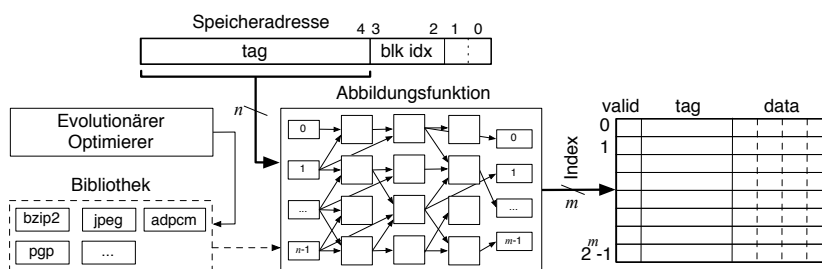 Speicheradresse
4 3 2 1 0
tag blk idx
n
Abbildungsfunktion
Evolutionärer
Optimierer
Bibliothek
bzip2 jpeg adpcm
pgp ...
0
1
...
n-1
0
1
...
m-1
Index
m
valid tag data
0
1
2^m-1